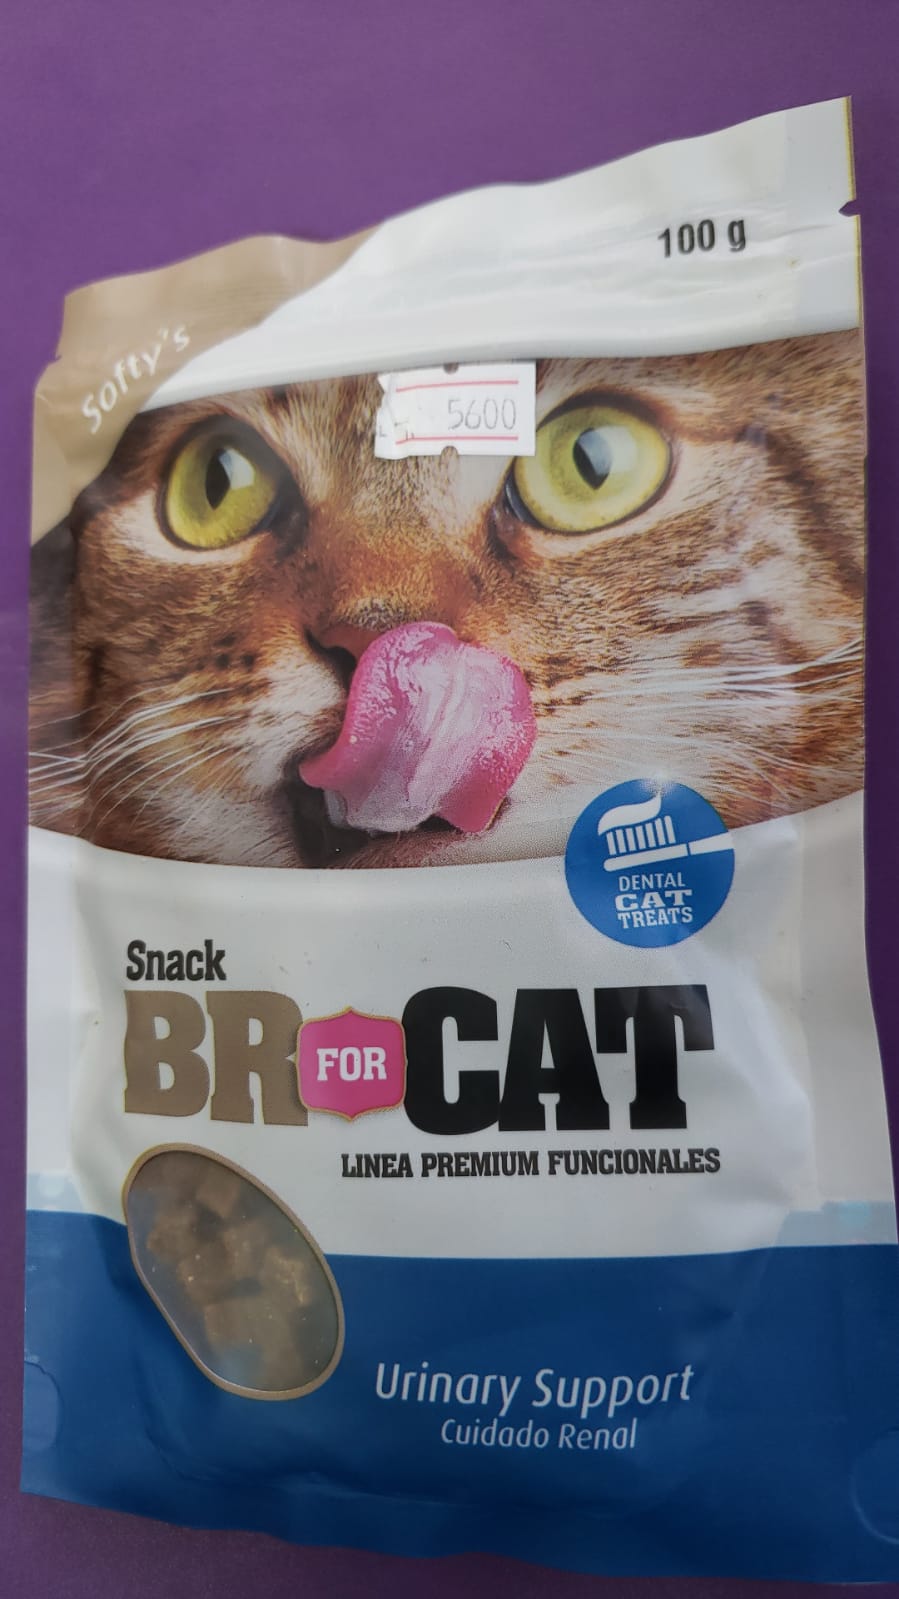 100 g
Softy's
5600
DENTAL
CAT
TREATS
Snack
BR FOR CAT
LINEA PREMIUM FUNCIONALES
Urinary Support
Cuidado Renal